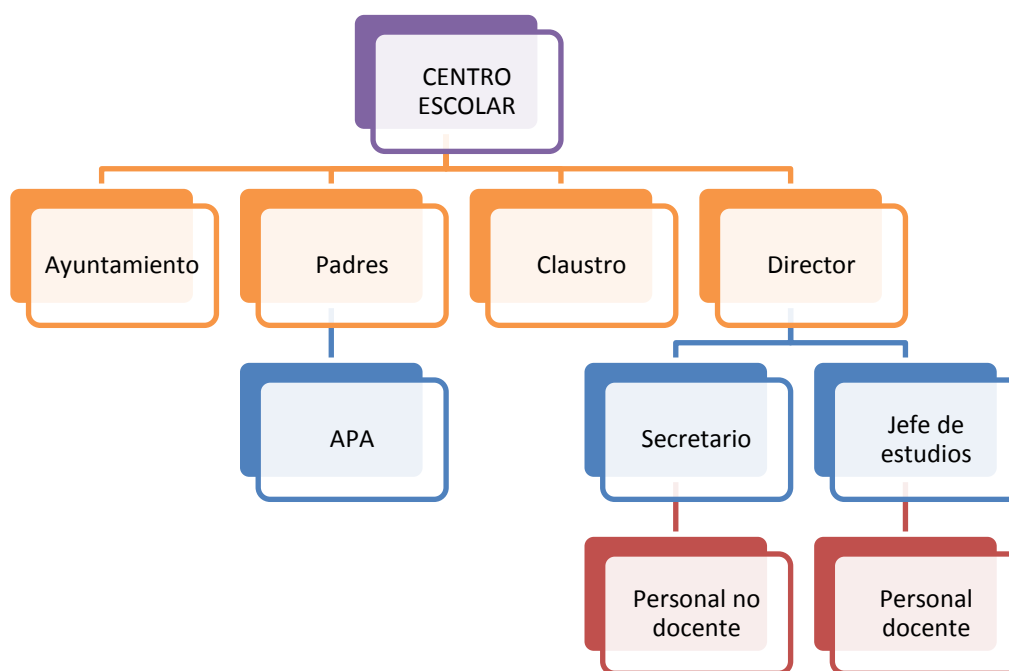 CENTRO
ESCOLAR
Ayuntamiento
Padres
Claustro
Director
APA
Secretario
Jefe de
estudios
Personal no
docente
Personal
docente